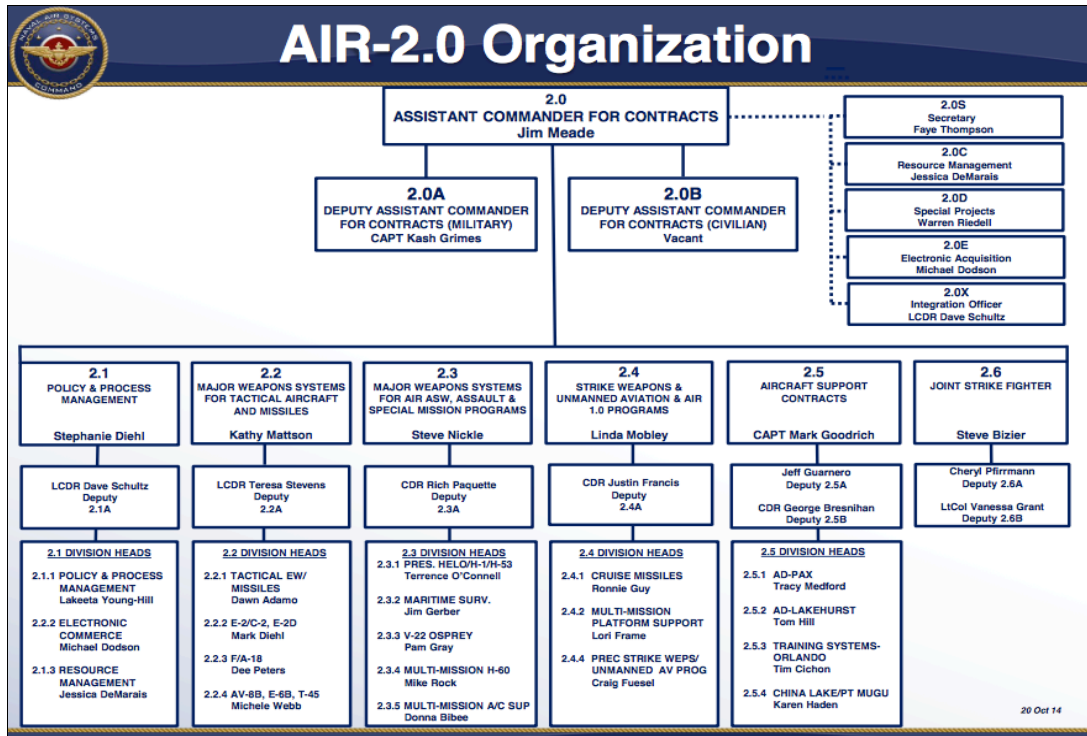 NAVAL AIR SYSTEMS
COMMAND
AIR-2.0 Organization
2.0
ASSISTANT COMMANDER FOR CONTRACTS
Jim Meade
2.0S
Secretary
Faye Thompson
2.0C
Resource Management
Jessica DeMarais
2.0D
Special Projects
Warren Riedell
2.0E
Electronic Acquisition
Michael Dodson
2.0X
Integration Officer
LCDR Dave Schultz
2.0A
DEPUTY ASSISTANT COMMANDER
FOR CONTRACTS (MILITARY)
CAPT Kash Grimes
2.0B
DEPUTY ASSISTANT COMMANDER
FOR CONTRACTS (CIVILIAN)
Vacant
2.1
POLICY & PROCESS
MANAGEMENT
Stephanie Diehl
2.2
MAJOR WEAPONS SYSTEMS
FOR TACTICAL AIRCRAFT
AND MISSILES
Kathy Mattson
2.3
MAJOR WEAPONS SYSTEMS
FOR AIR ASW, ASSAULT &
SPECIAL MISSION PROGRAMS
Steve Nickle
2.4
STRIKE WEAPONS &
UNMANNED AVIATION & AIR
1.0 PROGRAMS
Linda Mobley
2.5
AIRCRAFT SUPPORT
CONTRACTS
CAPT Mark Goodrich
2.6
JOINT STRIKE FIGHTER
Steve Bizier
LCDR Dave Schultz
Deputy
2.1A
LCDR Teresa Stevens
Deputy
2.2A
CDR Rich Paquette
Deputy
2.3A
CDR Justin Francis
Deputy
2.4A
Jeff Guarnero
Deputy 2.5A
CDR George Bresnihan
Deputy 2.5B
Cheryl Pfirrmann
Deputy 2.6A
LtCol Vanessa Grant
Deputy 2.6B
2.1 DIVISION HEADS
2.1.1 POLICY & PROCESS
MANAGEMENT
Lakeeta Young-Hill
2.2.2 ELECTRONIC
COMMERCE
Michael Dodson
2.1.3 RESOURCE
MANAGEMENT
Jessica DeMarais
2.2 DIVISION HEADS
2.2.1 TACTICAL EW/
MISSILES
Dawn Adamo
2.2.2 E-2/C-2, E-2D
Mark Diehl
2.2.3 F/A-18
Dee Peters
2.2.4 AV-8B, E-6B, T-45
Michele Webb
2.3 DIVISION HEADS
2.3.1 PRES. HELO/H-1/H-53
Terrence O'Connell
2.3.2 MARITIME SURV.
Jim Gerber
2.3.3 V-22 OSPREY
Pam Gray
2.3.4 MULTI-MISSION H-60
Mike Rock
2.3.5 MULTI-MISSION A/C SUP
Donna Bibee
2.4 DIVISION HEADS
2.4.1 CRUISE MISSILES
Ronnie Guy
2.4.2 MULTI-MISSION
PLATFORM SUPPORT
Lori Frame
2.4.4 PREC STRIKE WEPS/
UNMANNED AV PROG
Craig Fuesel
2.5 DIVISION HEADS
2.5.1 AD-PAX
Tracy Medford
2.5.2 AD-LAKEHURST
Tom Hill
2.5.3 TRAINING SYSTEMS-
ORLANDO
Tim Cichon
2.5.4 CHINA LAKE/PT MUGU
Karen Haden
20 Oct 14